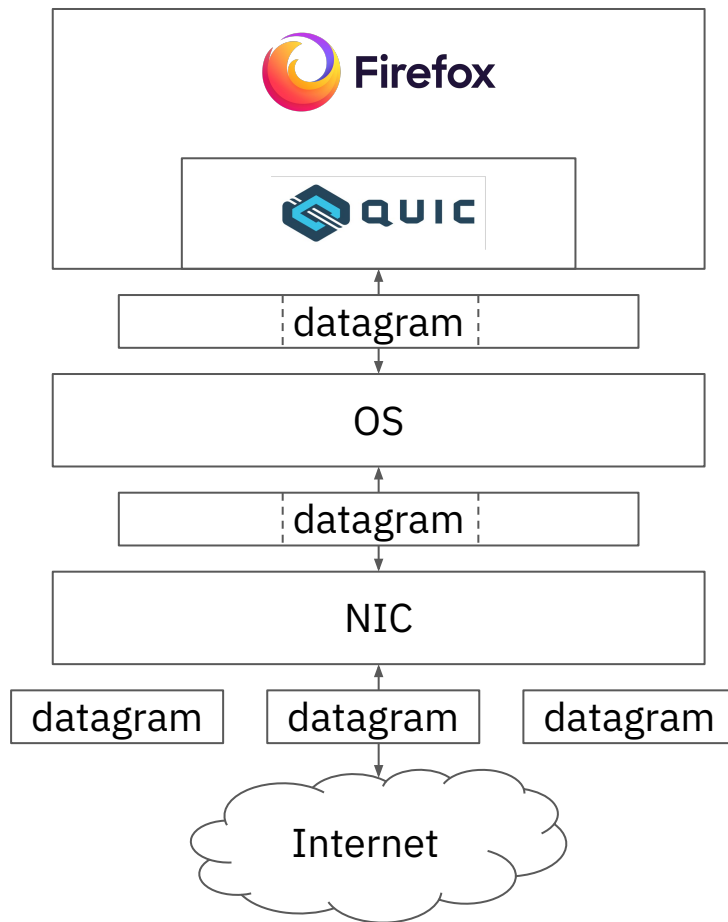 Firefox
QUIC
datagram
OS
datagram
NIC
datagram datagram datagram
Internet